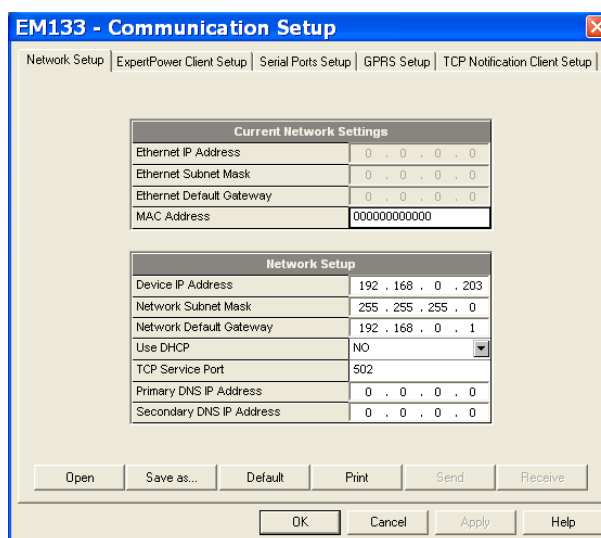 EM133 - Communication Setup
Network Setup ExpertPower Client Setup Serial Ports Setup GPRS Setup TCP Notification Client Setup
Current Network Settings
Ethernet IP Address 0 . 0 . 0 . 0
Ethernet Subnet Mask 0 . 0 . 0 . 0
Ethernet Default Gateway 0 . 0 . 0 . 0
MAC Address 000000000000
Network Setup
Device IP Address 192 . 168 . 0 . 203
Network Subnet Mask 255 . 255 . 255 . 0
Network Default Gateway 192 . 168 . 0 . 1
Use DHCP NO
TCP Service Port 502
Primary DNS IP Address 0 . 0 . 0 . 0
Secondary DNS IP Address 0 . 0 . 0 . 0
Open Save as... Default Print Send Receive
OK Cancel Apply Help